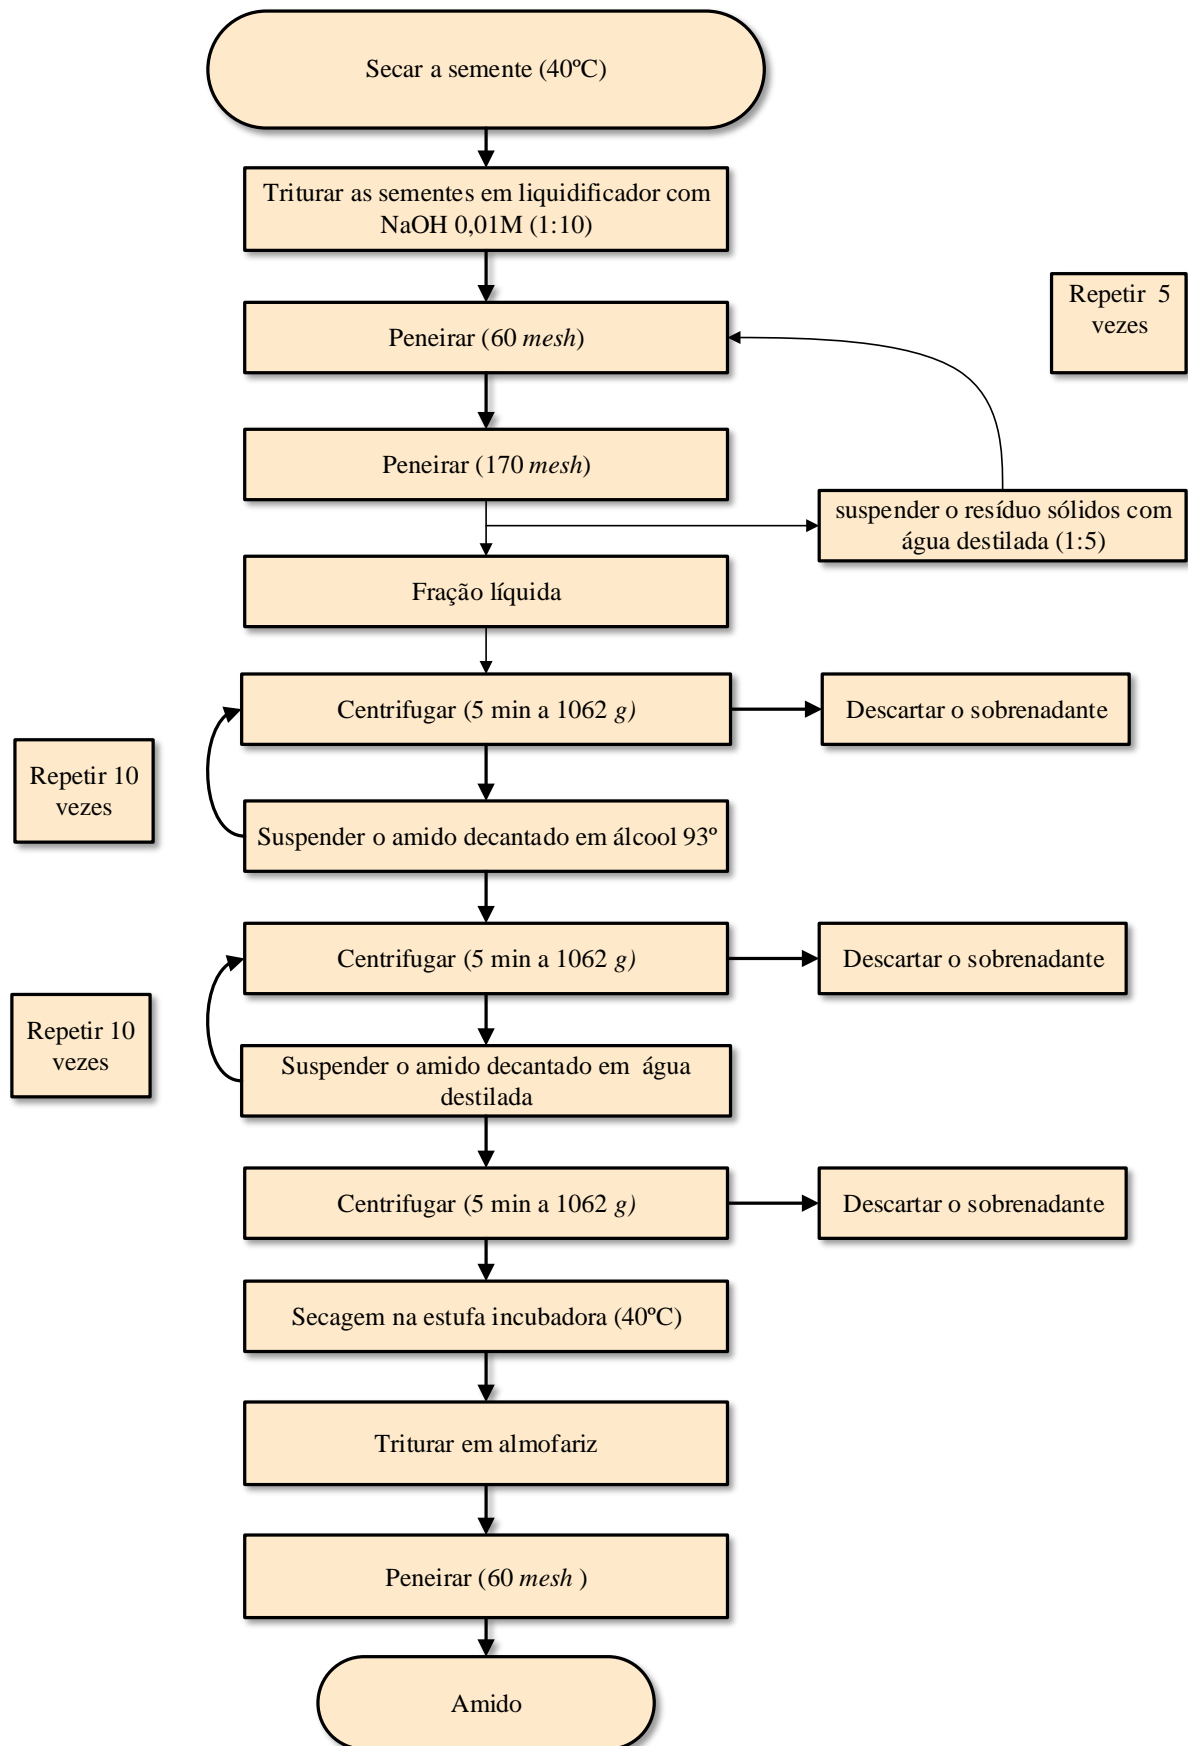 Secar a semente (40ºC)
Triturar as sementes em liquidificador com
NaOH 0,01M (1:10)
Repetir 5
vezes
Peneirar (60 mesh)
Peneirar (170 mesh)
suspender o resíduo sólidos com
água destilada (1:5)
Fração líquida
Centrifugar (5 min a 1062 g)
Descartar o sobrenadante
Repetir 10
vezes
Suspender o amido decantado em álcool 93º
Centrifugar (5 min a 1062 g)
Descartar o sobrenadante
Repetir 10
vezes
Suspender o amido decantado em água
destilada
Centrifugar (5 min a 1062 g)
Descartar o sobrenadante
Secagem na estufa incubadora (40ºC)
Triturar em almofariz
Peneirar (60 mesh )
Amido